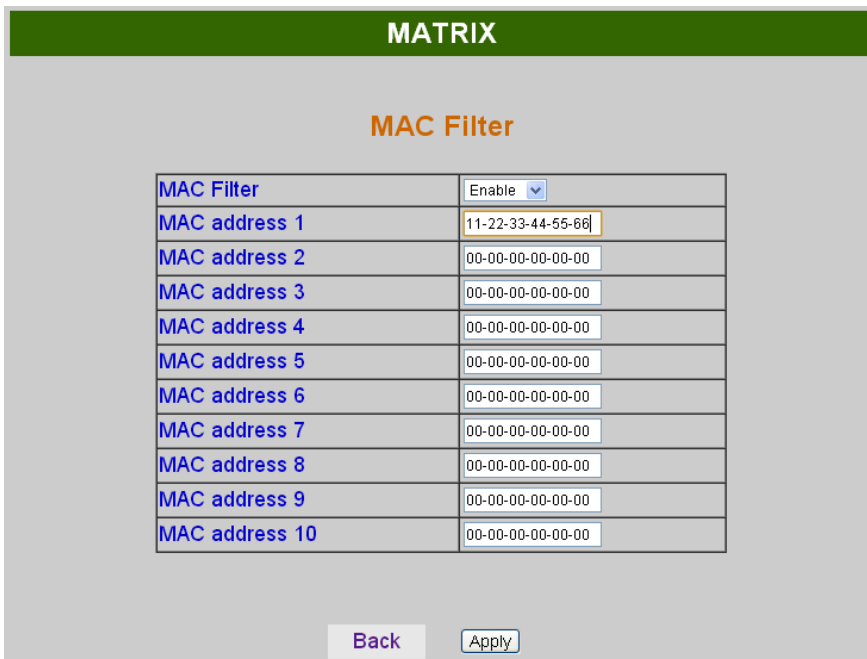 MATRIX
MAC Filter
MAC Filter Enable
MAC address 1 11-22-33-44-55-66
MAC address 2 00-00-00-00-00-00
MAC address 3 00-00-00-00-00-00
MAC address 4 00-00-00-00-00-00
MAC address 5 00-00-00-00-00-00
MAC address 6 00-00-00-00-00-00
MAC address 7 00-00-00-00-00-00
MAC address 8 00-00-00-00-00-00
MAC address 9 00-00-00-00-00-00
MAC address 10 00-00-00-00-00-00
Back Apply